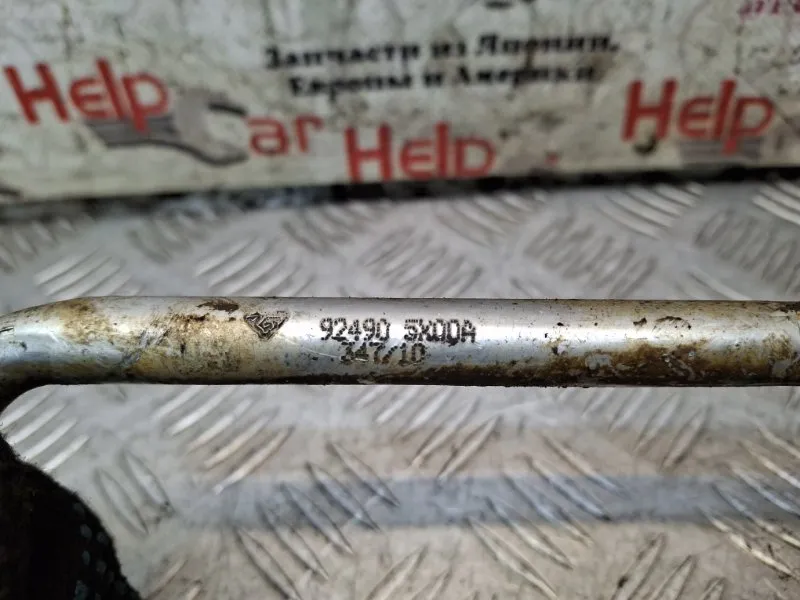 Запчасти из Японии,
Европы и Америки
Help Car Help Help
92490 5X00A
347/10